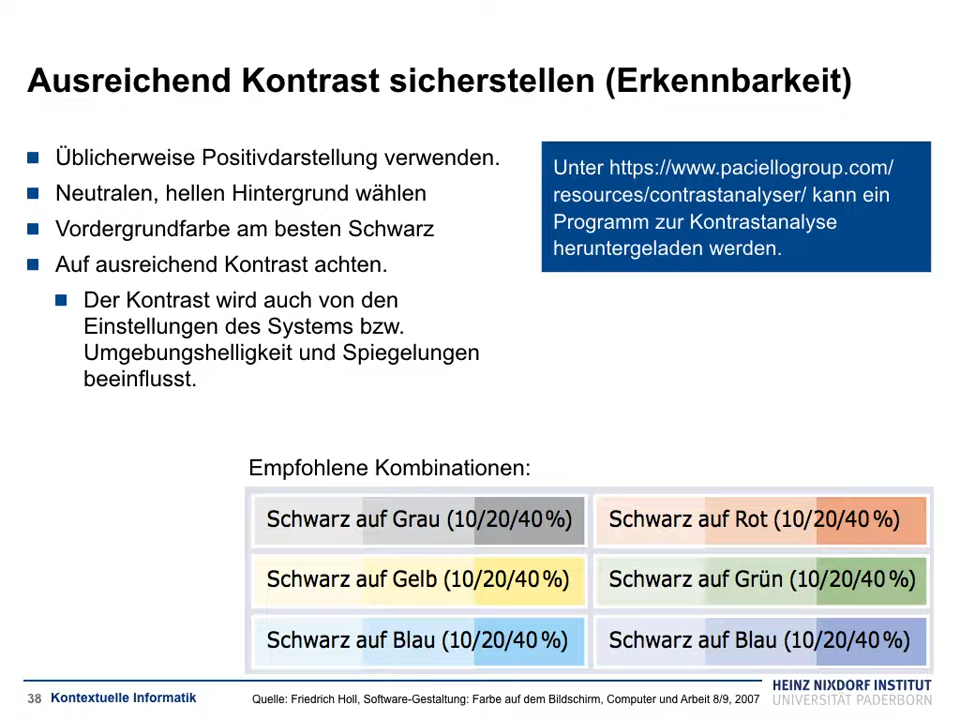 Ausreichend Kontrast sicherstellen (Erkennbarkeit)
Üblicherweise Positivdarstellung verwenden.
Neutralen, hellen Hintergrund wählen
Vordergrundfarbe am besten Schwarz
Auf ausreichend Kontrast achten.
Der Kontrast wird auch von den
Einstellungen des Systems bzw.
Umgebungshelligkeit und Spiegelungen
beeinflusst.
Unter https://www.paciellogroup.com/
resources/contrastanalyser/ kann ein
Programm zur Kontrastanalyse
heruntergeladen werden.
Empfohlene Kombinationen:
Schwarz auf Grau (10/20/40%)
Schwarz auf Rot (10/20/40%)
Schwarz auf Gelb (10/20/40%)
Schwarz auf Grün (10/20/40%)
Schwarz auf Blau (10/20/40%)
Schwarz auf Blau (10/20/40%)
38 Kontextuelle Informatik
Quelle: Friedrich Holl, Software-Gestaltung: Farbe auf dem Bildschirm, Computer und Arbeit 8/9, 2007
HEINZ NIXDORF INSTITUT
UNIVERSITÄT PADERBORN